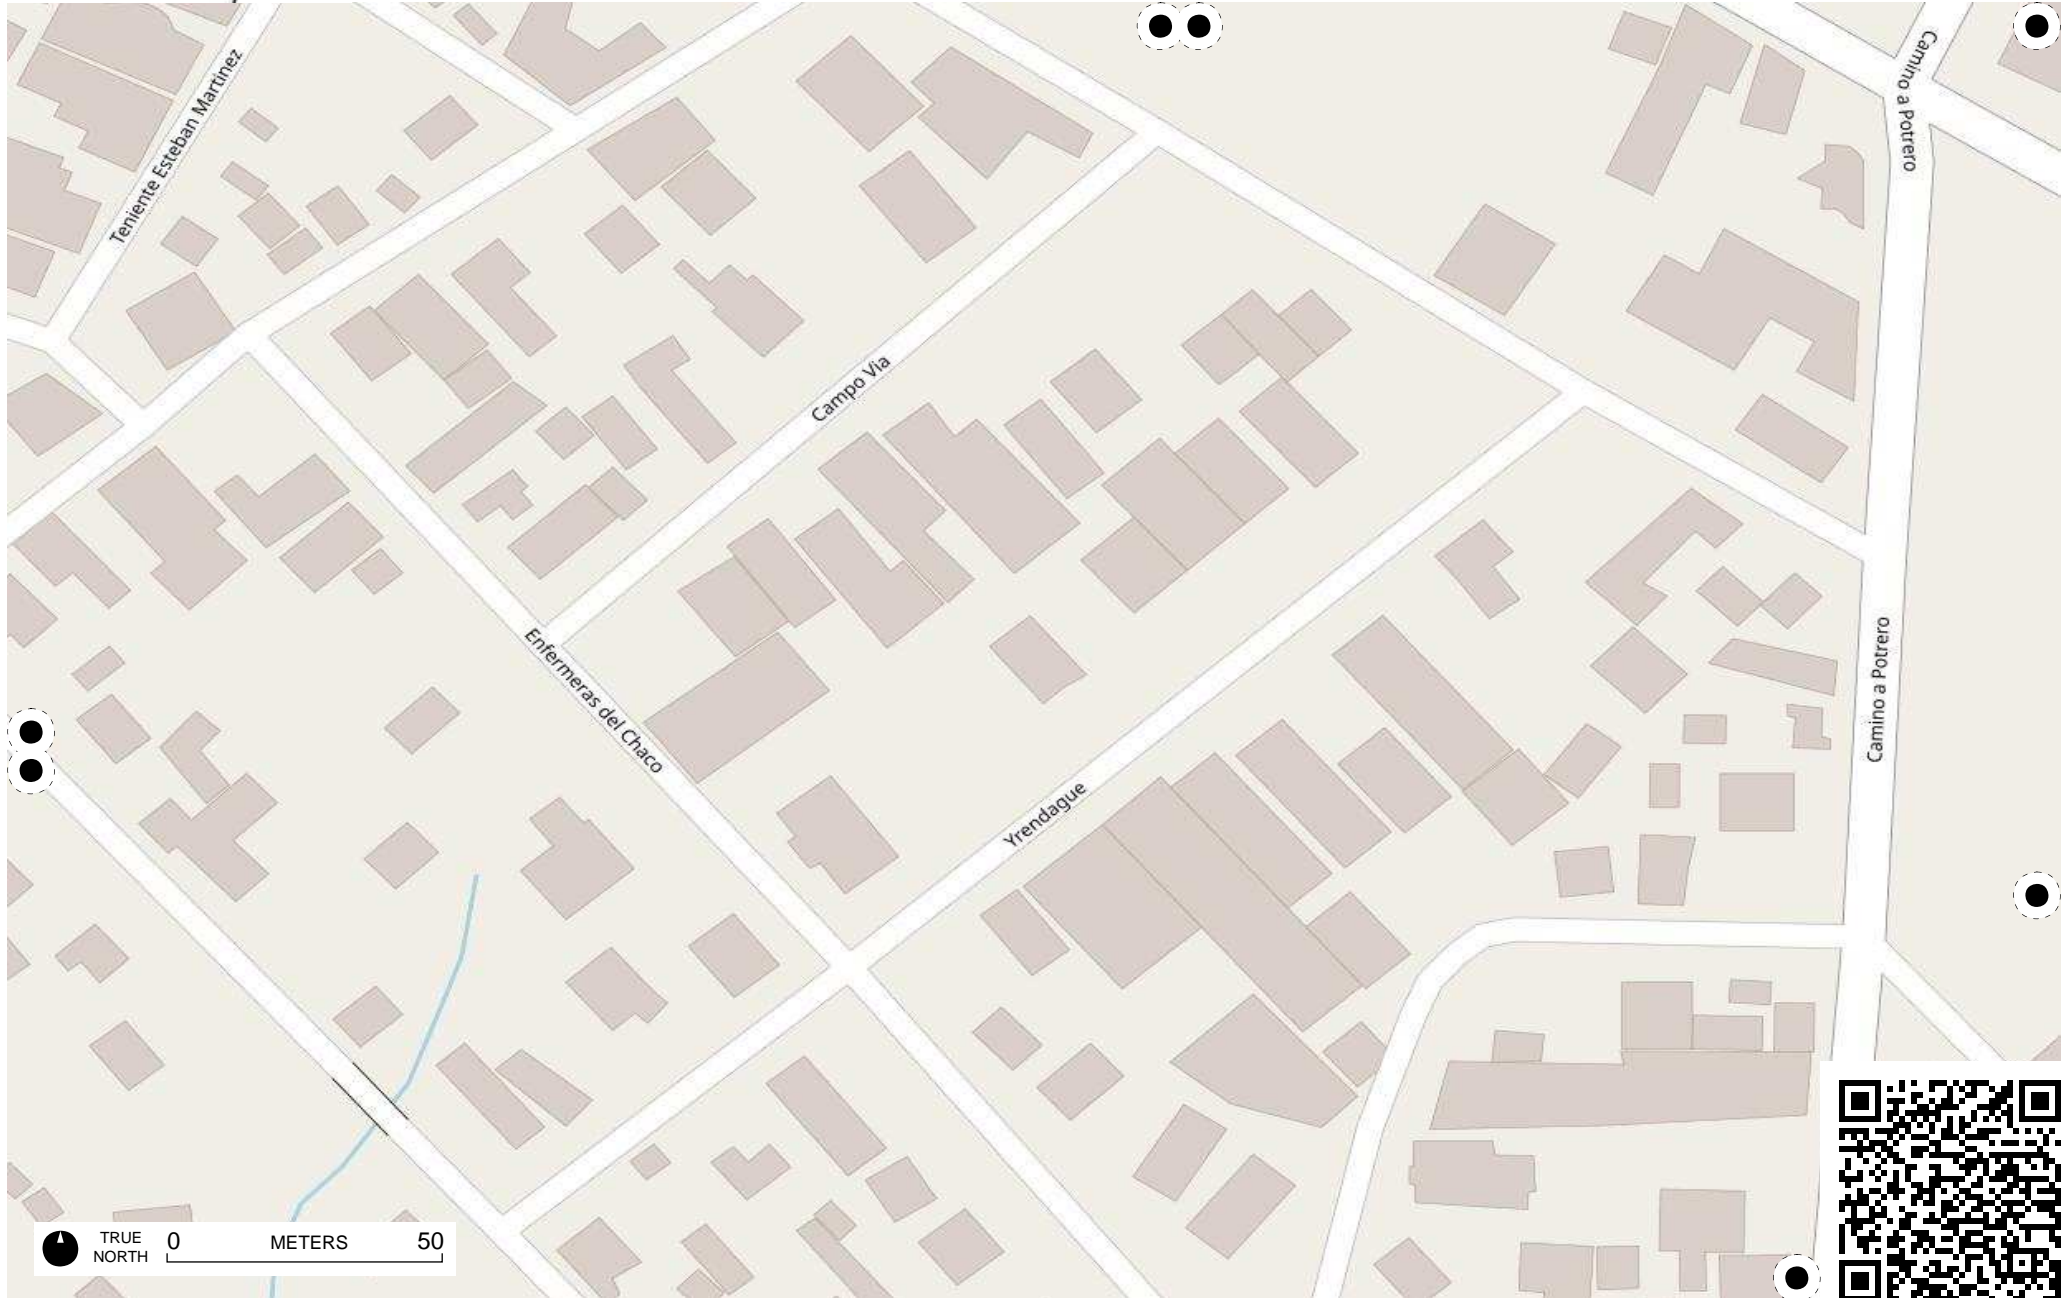 Teniente Esteban Martinez
Camino a Potrero
Campo Via
Enfermeras del Chaco
Camino a Potrero
Yrendague
TRUE
NORTH
0 METERS 50